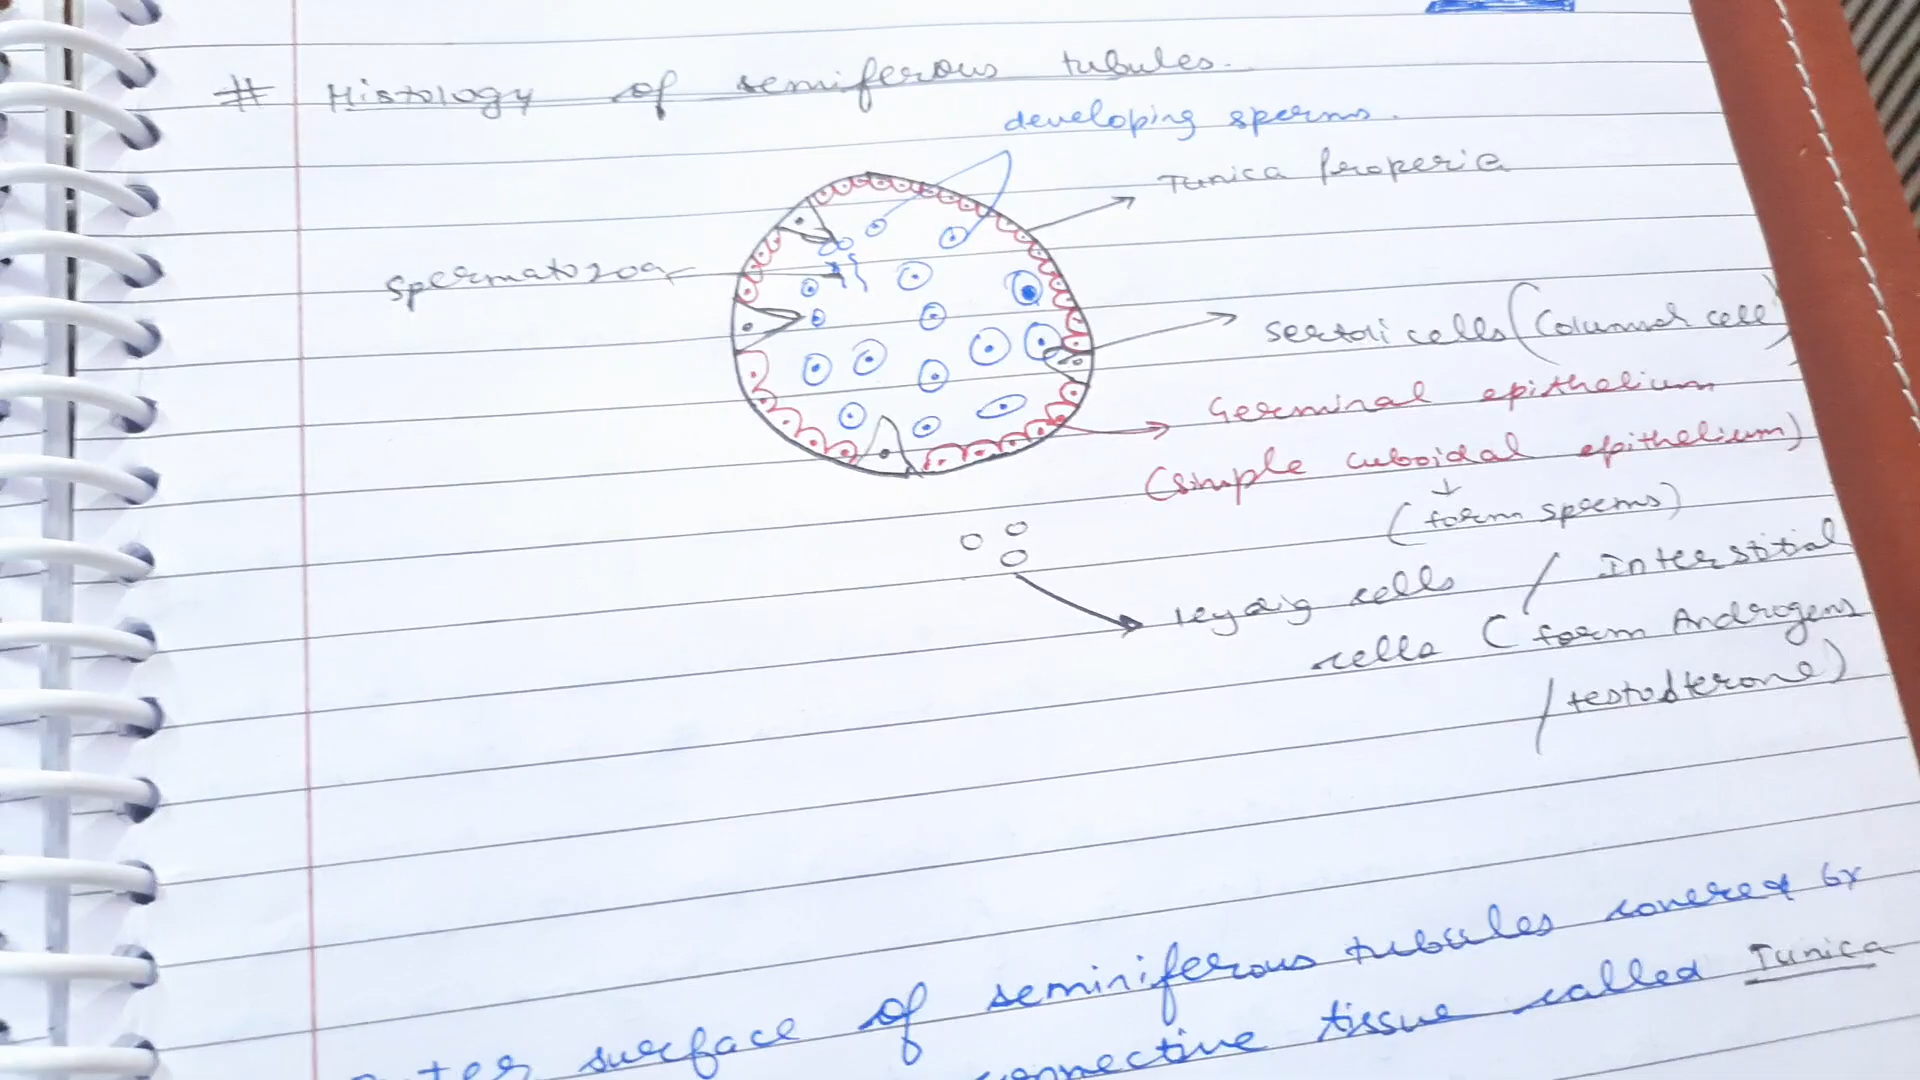 # Histology of semiferous tubules.
developing sperms.
Tunica properia
spermatozoa
sertoli cells (Columnar cell)
Germinal epithelium
(simple cuboidal epithelium)
(form sperms)
leydig cells / Interstitial
cells (form Androgens
/ testosterone)
surface of seminiferous tubules covered by
connective tissue called Tunica